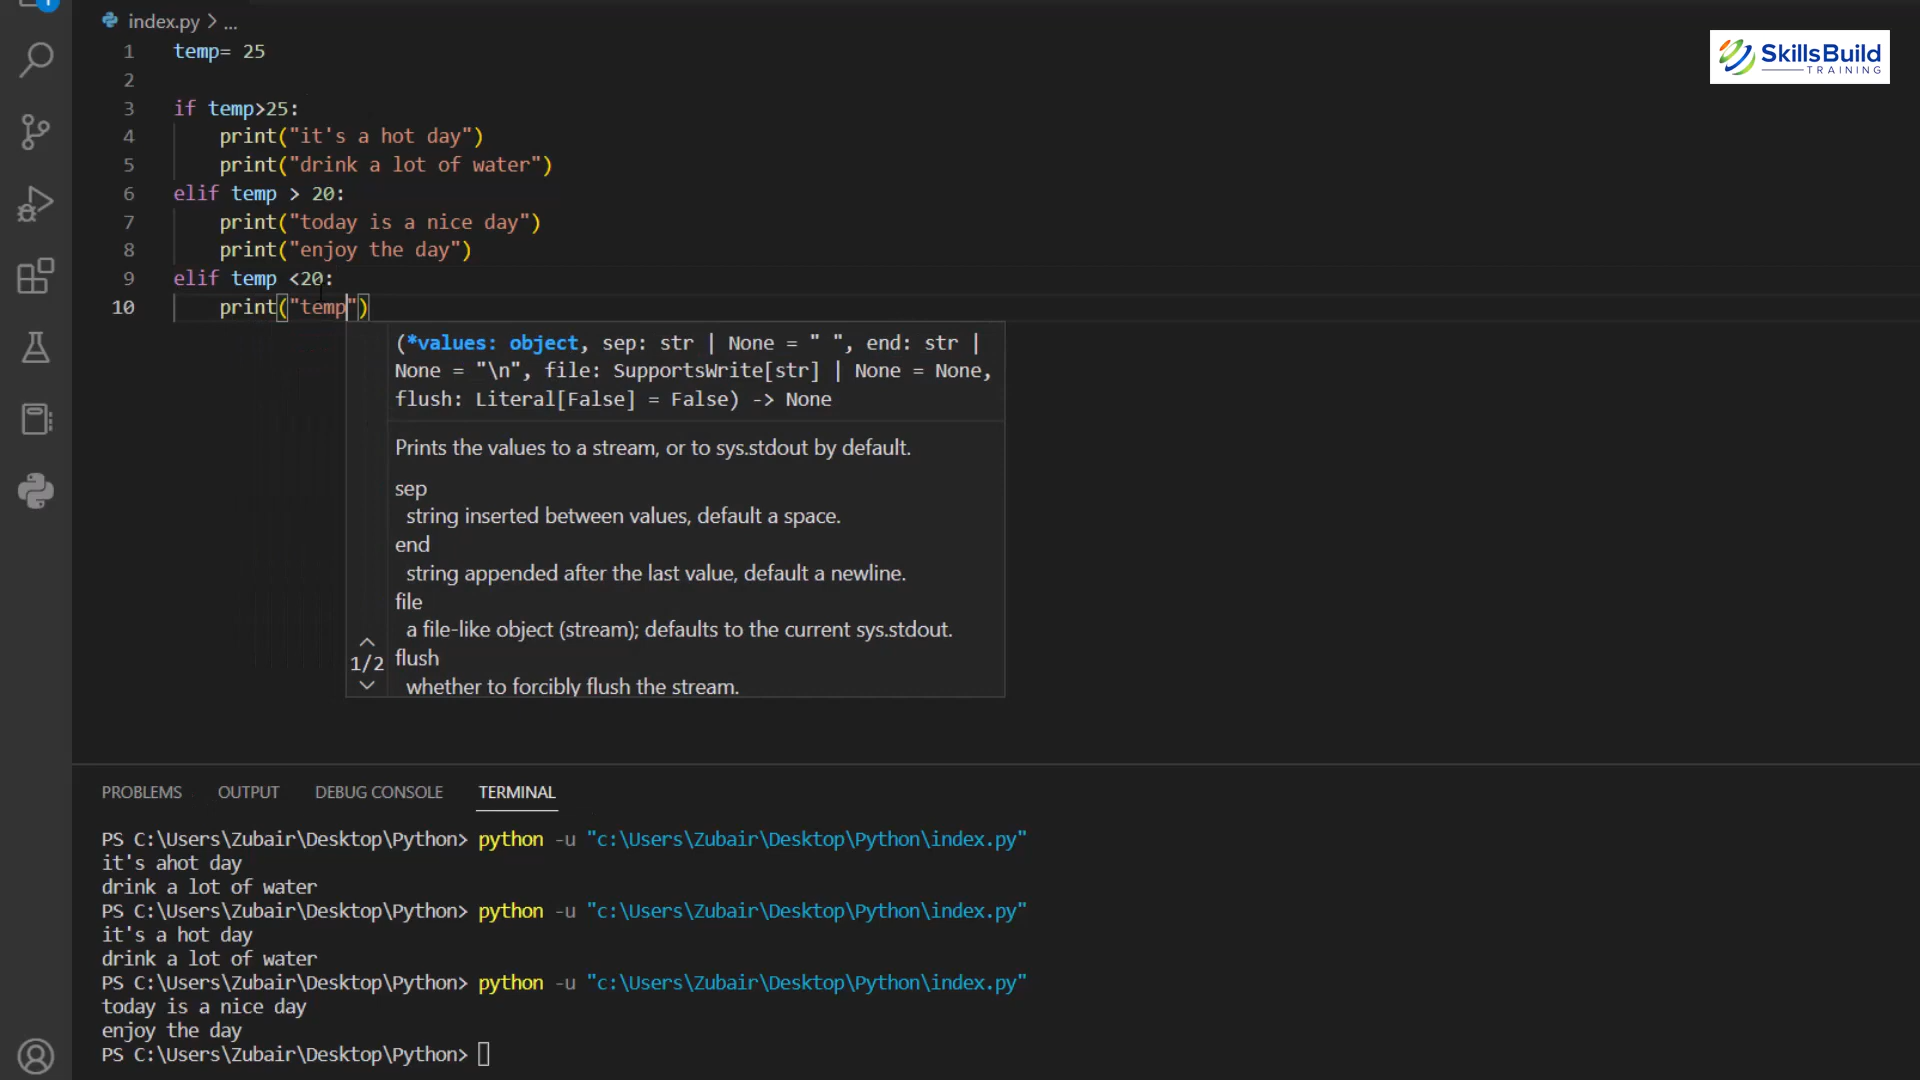 1
index.py > ...
SkillsBuild
TRAINING
1 temp= 25
2
3 if temp>25:
4 print("it's a hot day")
5 print("drink a lot of water")
6 elif temp > 20:
7 print("today is a nice day")
8 print("enjoy the day")
9 elif temp <20:
10 print("temp")
(*values: object, sep: str | None = " ", end: str |
None = "\n", file: SupportsWrite[str] | None = None,
flush: Literal[False] = False) -> None
Prints the values to a stream, or to sys.stdout by default.
sep
string inserted between values, default a space.
end
string appended after the last value, default a newline.
file
a file-like object (stream); defaults to the current sys.stdout.
1/2
flush
whether to forcibly flush the stream.
PROBLEMS OUTPUT DEBUG CONSOLE TERMINAL
PS C:\Users\Zubair\Desktop\Python> python -u "c:\Users\Zubair\Desktop\Python\index.py"
it's ahot day
drink a lot of water
PS C:\Users\Zubair\Desktop\Python> python -u "c:\Users\Zubair\Desktop\Python\index.py"
it's a hot day
drink a lot of water
PS C:\Users\Zubair\Desktop\Python> python -u "c:\Users\Zubair\Desktop\Python\index.py"
today is a nice day
enjoy the day
PS C:\Users\Zubair\Desktop\Python>